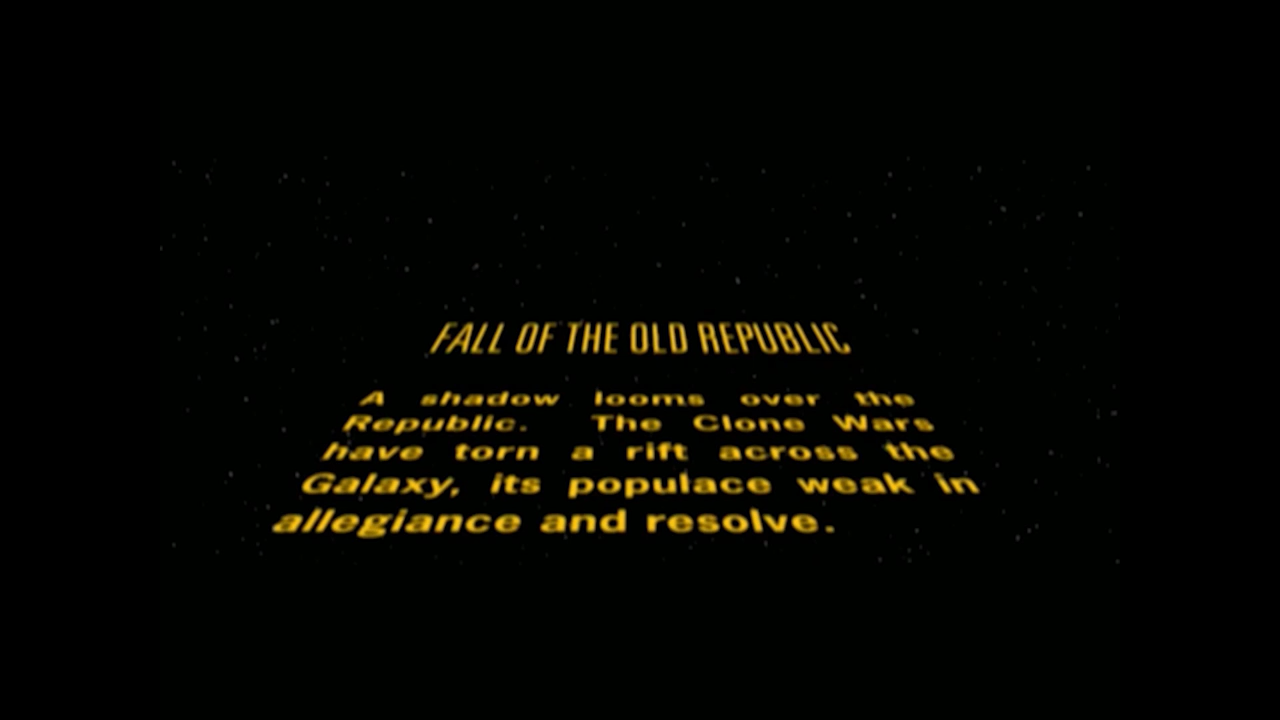 FALL OF THE OLD REPUBLIC
A shadow looms over the
Republic. The Clone Wars
have torn a rift across the
Galaxy, its populace weak in
allegiance and resolve.